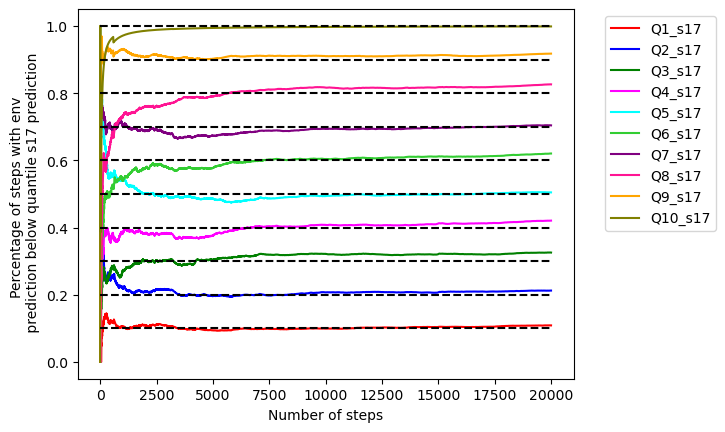 1.0
0.8
0.6
0.4
0.2
0.0
Percentage of steps with env
prediction below quantile s17 prediction
0 2500 5000 7500 10000 12500 15000 17500 20000
Number of steps
Q1_s17
Q2_s17
Q3_s17
Q4_s17
Q5_s17
Q6_s17
Q7_s17
Q8_s17
Q9_s17
Q10_s17